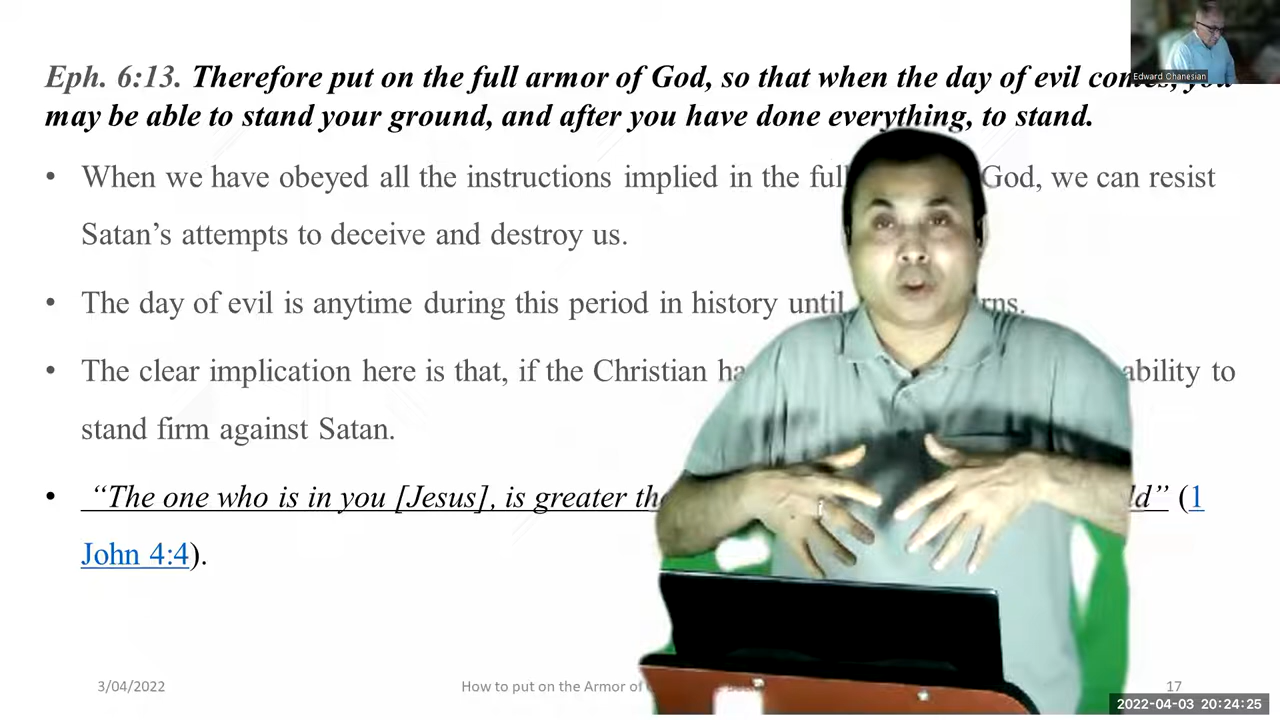 Edward Ohanesian
Eph. 6:13. Therefore put on the full armor of God, so that when the day of evil comes, you
may be able to stand your ground, and after you have done everything, to stand.
• When we have obeyed all the instructions implied in the full God, we can resist
Satan’s attempts to deceive and destroy us.
• The day of evil is anytime during this period in history until rns.
• The clear implication here is that, if the Christian ha ability to
stand firm against Satan.
• “The one who is in you [Jesus], is greater tha ld” (1
John 4:4).
3/04/2022 How to put on the Armor of 17
2022-04-03 20:24:25